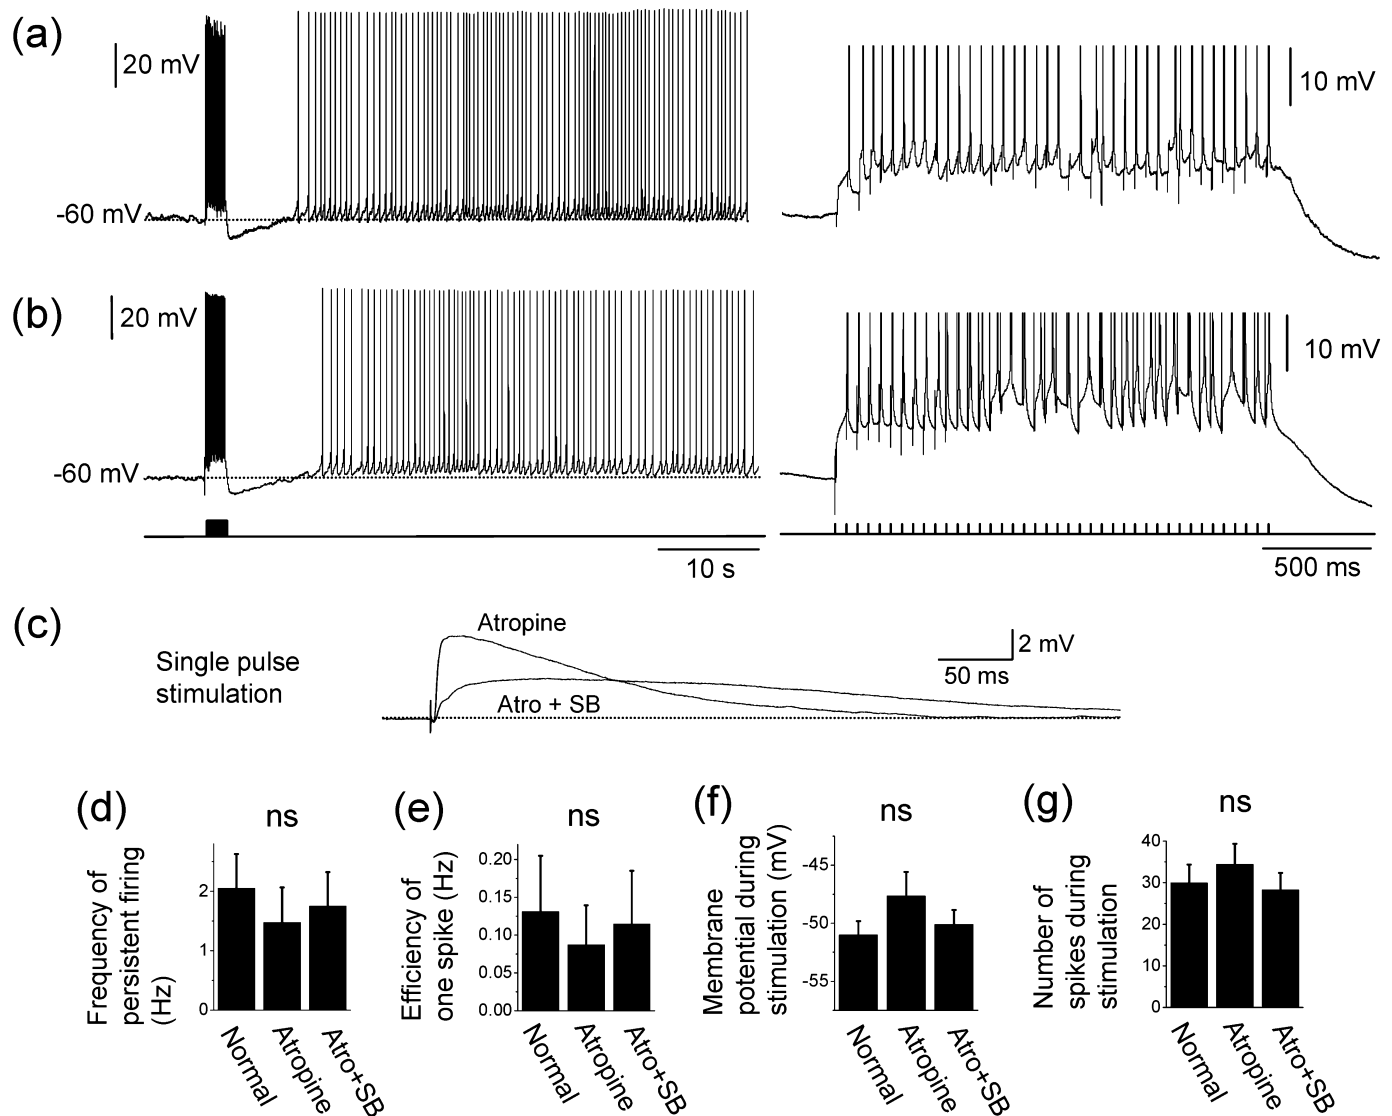 (a)
20 mV
-60 mV
10 mV
(b)
20 mV
-60 mV
10 mV
10 s
500 ms
(c)
Single pulse
stimulation
Atropine
Atro + SB
2 mV
50 ms
(d)
ns
Frequency of
persistent firing
(Hz)
2
1
0
Normal
Atropine
Atro+SB
(e)
ns
Efficiency of
one spike (Hz)
0.20
0.15
0.10
0.05
0.00
Normal
Atropine
Atro+SB
(f)
ns
Membrane
potential during
stimulation (mV)
-45
-50
-55
Normal
Atropine
Atro+SB
(g)
ns
Number of
spikes during
stimulation
40
30
20
10
0
Normal
Atropine
Atro+SB